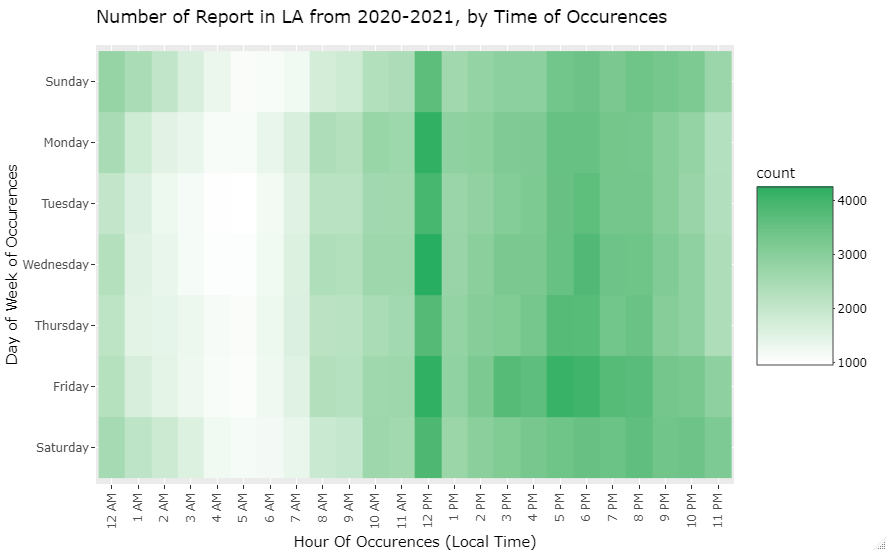 Number of Report in LA from 2020-2021, by Time of Occurences
Day of Week of Occurences
Sunday
Monday
Tuesday
Wednesday
Thursday
Friday
Saturday
12 AM
1 AM
2 AM
3 AM
4 AM
5 AM
6 AM
7 AM
8 AM
9 AM
10 AM
11 AM
12 PM
1 PM
2 PM
3 PM
4 PM
5 PM
6 PM
7 PM
8 PM
9 PM
10 PM
11 PM
Hour Of Occurences (Local Time)
count
4000
3000
2000
1000